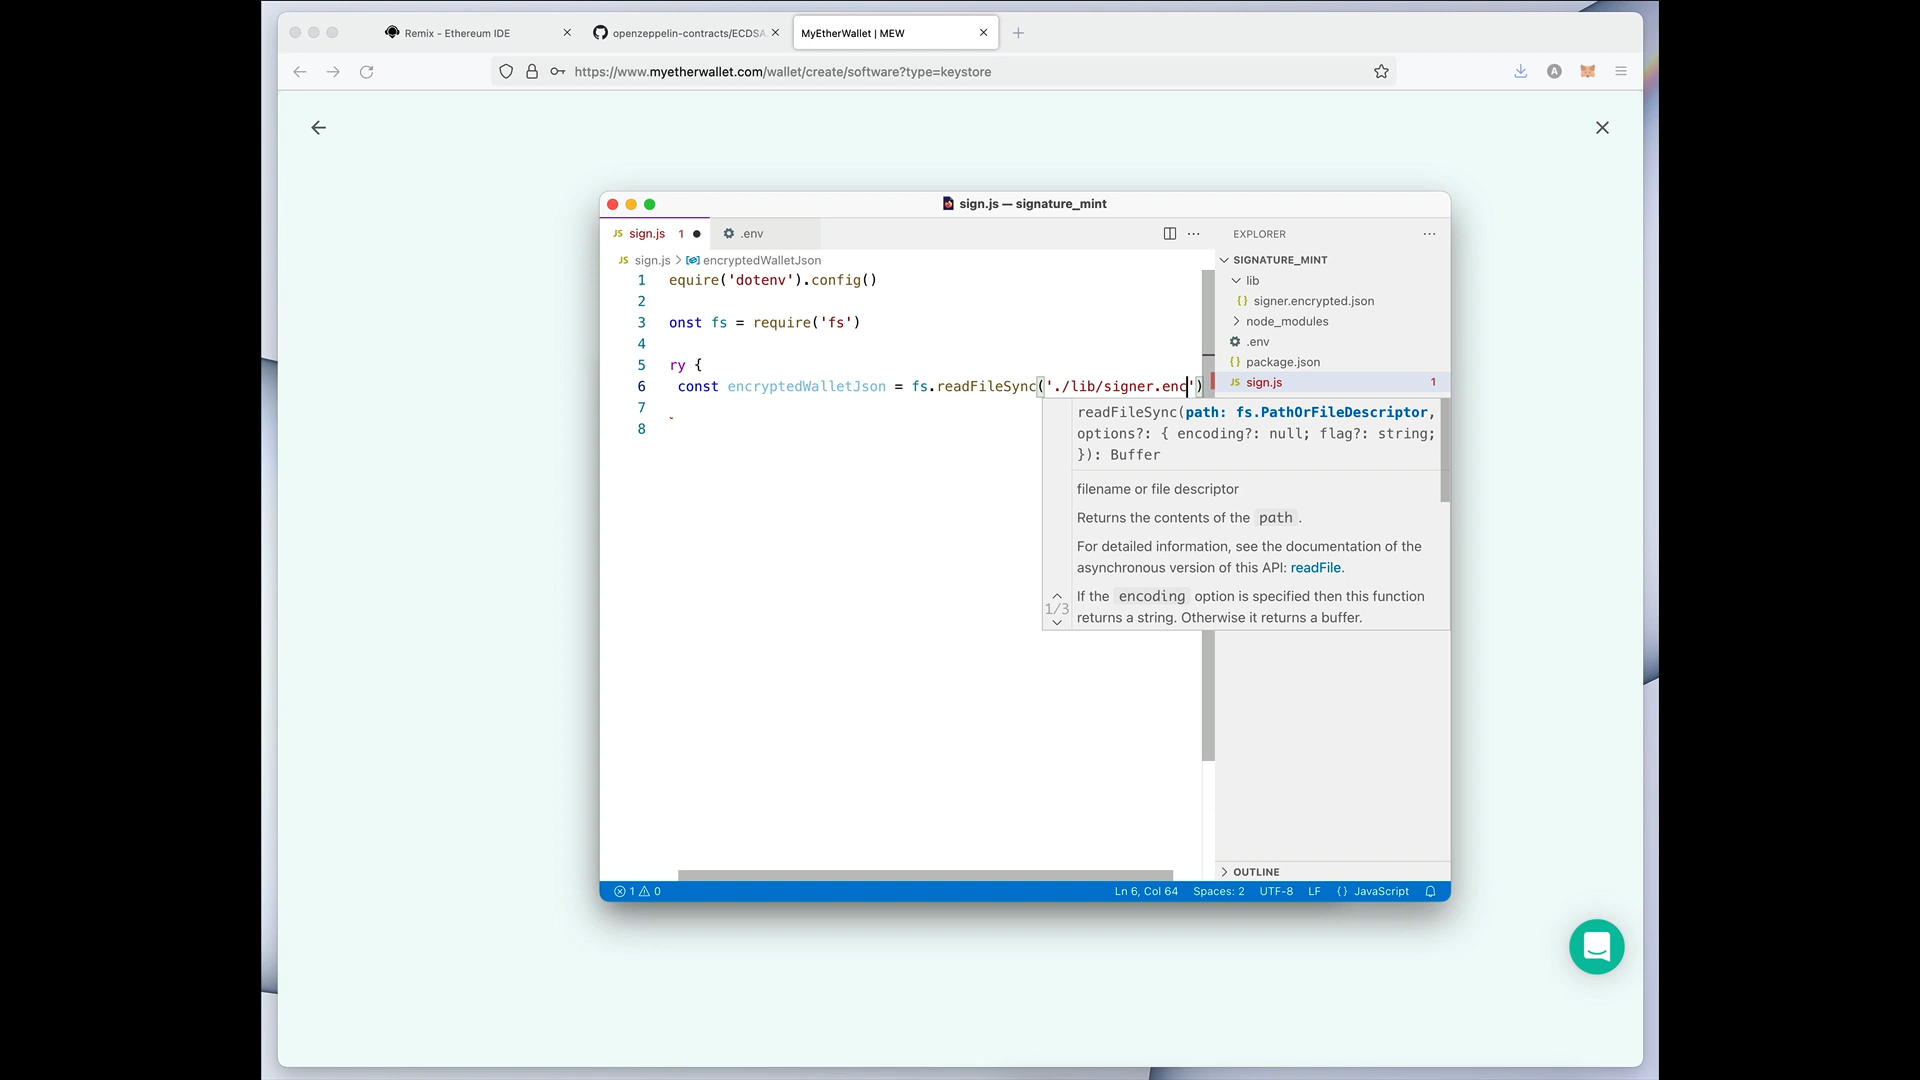 Remix - Ethereum IDE
openzeppelin-contracts/ECDSA.
MyEtherWallet | MEW
https://www.myetherwallet.com/wallet/create/software?type=keystore
A
sign.js — signature_mint
JS sign.js 1
.env
EXPLORER
JS sign.js > encryptedWalletJson
SIGNATURE_MINT
1 equire('dotenv').config()
2
3 onst fs = require('fs')
4
5 ry {
6 const encryptedWalletJson = fs.readFileSync('./lib/signer.enc')
7
8
lib
{} signer.encrypted.json
node_modules
.env
{} package.json
JS sign.js 1
readFileSync(path: fs.PathOrFileDescriptor,
options?: { encoding?: null; flag?: string;
}): Buffer
filename or file descriptor
Returns the contents of the path.
For detailed information, see the documentation of the
asynchronous version of this API: readFile.
1/3
If the encoding option is specified then this function
returns a string. Otherwise it returns a buffer.
OUTLINE
1 0
Ln 6, Col 64 Spaces: 2 UTF-8 LF {} JavaScript